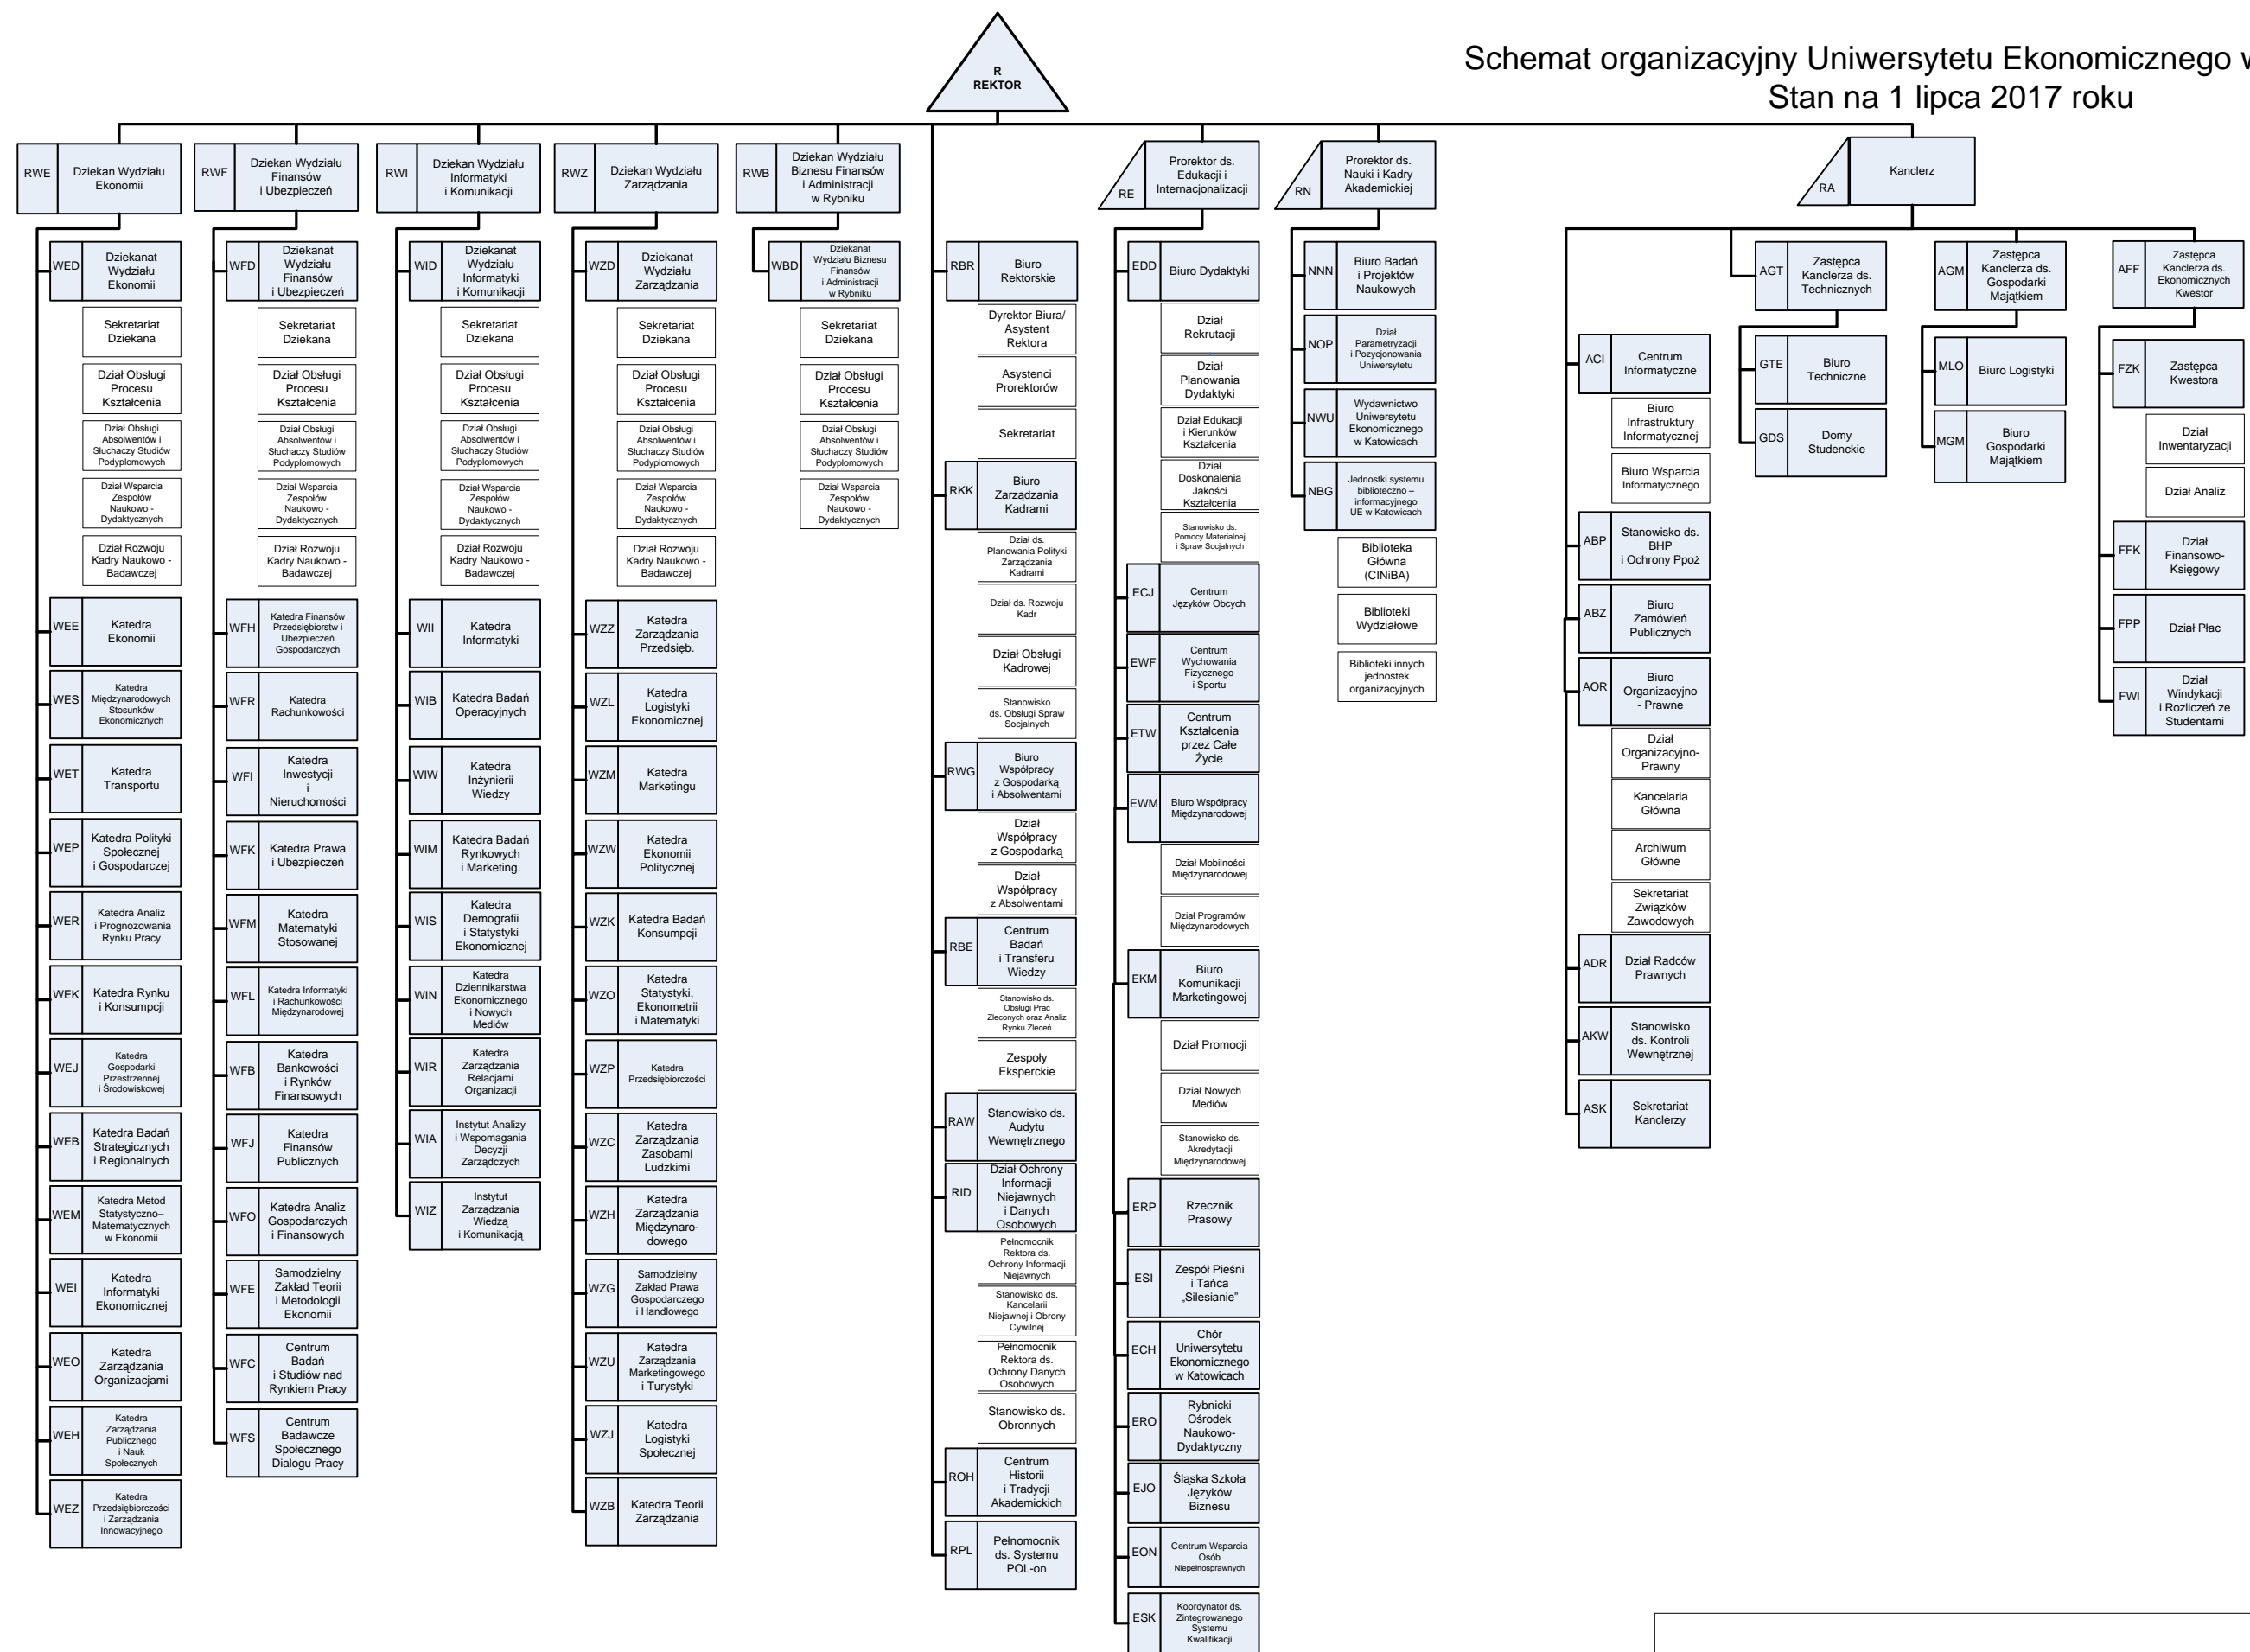 Schemat organizacyjny Uniwersytetu Ekonomicznego w
Stan na 1 lipca 2017 roku
R
REKTOR
RWE
Dziekan Wydziału
Ekonomii
WED
Dziekanat
Wydziału
Ekonomii
Sekretariat
Dziekana
Dział Obsługi
Procesu
Kształcenia
Dział Obsługi
Absolwentów i
Słuchaczy Studiów
Podyplomowych
Dział Wsparcia
Zespołów
Naukowo -
Dydaktycznych
Dział Rozwoju
Kadry Naukowo -
Badawczej
WEE
Katedra
Ekonomii
WES
Katedra
Międzynarodowych
Stosunków
Ekonomicznych
WET
Katedra
Transportu
WEP
Katedra Polityki
Społecznej
i Gospodarczej
WER
Katedra Analiz
i Prognozowania
Rynku Pracy
WEK
Katedra Rynku
i Konsumpcji
WEJ
Katedra
Gospodarki
Przestrzennej
i Środowiskowej
WEB
Katedra Badań
Strategicznych
i Regionalnych
WEM
Katedra Metod
Statystyczno–
Matematycznych
w Ekonomii
WEI
Katedra
Informatyki
Ekonomicznej
WEO
Katedra
Zarządzania
Organizacjami
WEH
Katedra
Zarządzania
Publicznego
i Nauk
Społecznych
WEZ
Katedra
Przedsiębiorczości
i Zarządzania
Innowacyjnego
RWF
Dziekan Wydziału
Finansów
i Ubezpieczeń
WFD
Dziekanat
Wydziału
Finansów
i Ubezpieczeń
Sekretariat
Dziekana
Dział Obsługi
Procesu
Kształcenia
Dział Obsługi
Absolwentów i
Słuchaczy Studiów
Podyplomowych
Dział Wsparcia
Zespołów
Naukowo -
Dydaktycznych
Dział Rozwoju
Kadry Naukowo -
Badawczej
WFH
Katedra Finansów
Przedsiębiorstw i
Ubezpieczeń
Gospodarczych
WFR
Katedra
Rachunkowości
WFI
Katedra
Inwestycji
i
Nieruchomości
WFK
Katedra Prawa
i Ubezpieczeń
WFM
Katedra
Matematyki
Stosowanej
WFL
Katedra Informatyki
i Rachunkowości
Międzynarodowej
WFB
Katedra
Bankowości
i Rynków
Finansowych
WFJ
Katedra
Finansów
Publicznych
WFO
Katedra Analiz
Gospodarczych
i Finansowych
WFE
Samodzielny
Zakład Teorii
i Metodologii
Ekonomii
WFC
Centrum
Badań
i Studiów nad
Rynkiem Pracy
WFS
Centrum
Badawcze
Społecznego
Dialogu Pracy
RWI
Dziekan Wydziału
Informatyki
i Komunikacji
WID
Dziekanat
Wydziału
Informatyki
i Komunikacji
Sekretariat
Dziekana
Dział Obsługi
Procesu
Kształcenia
Dział Obsługi
Absolwentów i
Słuchaczy Studiów
Podyplomowych
Dział Wsparcia
Zespołów
Naukowo -
Dydaktycznych
Dział Rozwoju
Kadry Naukowo -
Badawczej
WII
Katedra
Informatyki
WIB
Katedra Badań
Operacyjnych
WIW
Katedra
Inżynierii
Wiedzy
WIM
Katedra Badań
Rynkowych
i Marketing.
WIS
Katedra
Demografii
i Statystyki
Ekonomicznej
WIN
Katedra
Dziennikarstwa
Ekonomicznego
i Nowych
Mediów
WIR
Katedra
Zarządzania
Relacjami
Organizacji
WIA
Instytut Analizy
i Wspomagania
Decyzji
Zarządczych
WIZ
Instytut
Zarządzania
Wiedzą
i Komunikacją
RWZ
Dziekan Wydziału
Zarządzania
WZD
Dziekanat
Wydziału
Zarządzania
Sekretariat
Dziekana
Dział Obsługi
Procesu
Kształcenia
Dział Obsługi
Absolwentów i
Słuchaczy Studiów
Podyplomowych
Dział Wsparcia
Zespołów
Naukowo -
Dydaktycznych
Dział Rozwoju
Kadry Naukowo -
Badawczej
WZZ
Katedra
Zarządzania
Przedsięb.
WZL
Katedra
Logistyki
Ekonomicznej
WZM
Katedra
Marketingu
WZW
Katedra
Ekonomii
Politycznej
WZK
Katedra Badań
Konsumpcji
WZO
Katedra
Statystyki,
Ekonometrii
i Matematyki
WZP
Katedra
Przedsiębiorczości
WZC
Katedra
Zarządzania
Zasobami
Ludzkimi
WZH
Katedra
Zarządzania
Międzynaro-
dowego
WZG
Samodzielny
Zakład Prawa
Gospodarczego
i Handlowego
WZU
Katedra
Zarządzania
Marketingowego
i Turystyki
WZJ
Katedra
Logistyki
Społecznej
WZB
Katedra Teorii
Zarządzania
RWB
Dziekan Wydziału
Biznesu Finansów
i Administracji
w Rybniku
WBD
Dziekanat
Wydziału Biznesu
Finansów
i Administracji
w Rybniku
Sekretariat
Dziekana
Dział Obsługi
Procesu
Kształcenia
Dział Obsługi
Absolwentów i
Słuchaczy Studiów
Podyplomowych
Dział Wsparcia
Zespołów
Naukowo -
Dydaktycznych
RBR
Biuro
Rektorskie
Dyrektor Biura/
Asystent
Rektora
Asystenci
Prorektorów
Sekretariat
RKK
Biuro
Zarządzania
Kadrami
Dział ds.
Planowania Polityki
Zarządzania
Kadrami
Dział ds. Rozwoju
Kadr
Dział Obsługi
Kadrowej
Stanowisko
ds. Obsługi Spraw
Socjalnych
RWG
Biuro
Współpracy
z Gospodarką
i Absolwentami
Dział
Współpracy
z Gospodarką
Dział
Współpracy
z Absolwentami
RBE
Centrum
Badań
i Transferu
Wiedzy
Stanowisko ds.
Obsługi Prac
Zleconych oraz Analiz
Rynku Zleceń
Zespoły
Eksperckie
RAW
Stanowisko ds.
Audytu
Wewnętrznego
RID
Dział Ochrony
Informacji
Niejawnych
i Danych
Osobowych
Pełnomocnik
Rektora ds.
Ochrony Informacji
Niejawnych
Stanowisko ds.
Kancelarii
Niejawnej i Obrony
Cywilnej
Pełnomocnik
Rektora ds.
Ochrony Danych
Osobowych
Stanowisko ds.
Obronnych
ROH
Centrum
Historii
i Tradycji
Akademickich
RPL
Pełnomocnik
ds. Systemu
POL-on
RE
Prorektor ds.
Edukacji i
Internacjonalizacji
EDD
Biuro Dydaktyki
Dział
Rekrutacji
Dział
Planowania
Dydaktyki
Dział Edukacji
i Kierunków
Kształcenia
Dział
Doskonalenia
Jakości
Kształcenia
Stanowisko ds.
Pomocy Materialnej
i Spraw Socjalnych
ECJ
Centrum
Języków Obcych
EWF
Centrum
Wychowania
Fizycznego
i Sportu
ETW
Centrum
Kształcenia
przez Całe
Życie
EWM
Biuro Współpracy
Międzynarodowej
Dział Mobilności
Międzynarodowej
Dział Programów
Międzynarodowych
EKM
Biuro
Komunikacji
Marketingowej
Dział Promocji
Dział Nowych
Mediów
Stanowisko ds.
Akredytacji
Międzynarodowej
ERP
Rzecznik
Prasowy
ESI
Zespół Pieśni
i Tańca
„Silesianie”
ECH
Chór
Uniwersytetu
Ekonomicznego
w Katowicach
ERO
Rybnicki
Ośrodek
Naukowo-
Dydaktyczny
EJO
Śląska Szkoła
Języków
Biznesu
EON
Centrum Wsparcia
Osób
Niepełnosprawnych
ESK
Koordynator ds.
Zintegrowanego
Systemu
Kwalifikacji
RN
Prorektor ds.
Nauki i Kadry
Akademickiej
NNN
Biuro Badań
i Projektów
Naukowych
NOP
Dział
Parametryzacji
i Pozycjonowania
Uniwersytetu
NWU
Wydawnictwo
Uniwersytetu
Ekonomicznego
w Katowicach
NBG
Jednostki systemu
biblioteczno –
informacyjnego
UE w Katowicach
Biblioteka
Główna
(CINiBA)
Biblioteki
Wydziałowe
Biblioteki innych
jednostek
organizacyjnych
RA
Kanclerz
ACI
Centrum
Informatyczne
Biuro
Infrastruktury
Informatycznej
Biuro Wsparcia
Informatycznego
ABP
Stanowisko ds.
BHP
i Ochrony Ppoż
ABZ
Biuro
Zamówień
Publicznych
AOR
Biuro
Organizacyjno
- Prawne
Dział
Organizacyjno-
Prawny
Kancelaria
Główna
Archiwum
Główne
Sekretariat
Związków
Zawodowych
ADR
Dział Radców
Prawnych
AKW
Stanowisko
ds. Kontroli
Wewnętrznej
ASK
Sekretariat
Kanclerzy
AGT
Zastępca
Kanclerza ds.
Technicznych
GTE
Biuro
Techniczne
GDS
Domy
Studenckie
AGM
Zastępca
Kanclerza ds.
Gospodarki
Majątkiem
MLO
Biuro Logistyki
MGM
Biuro
Gospodarki
Majątkiem
AFF
Zastępca
Kanclerza ds.
Ekonomicznych
Kwestor
FZK
Zastępca
Kwestora
Dział
Inwentaryzacji
Dział Analiz
FFK
Dział
Finansowo-
Księgowy
FPP
Dział Płac
FWI
Dział
Windykacji
i Rozliczeń ze
Studentami